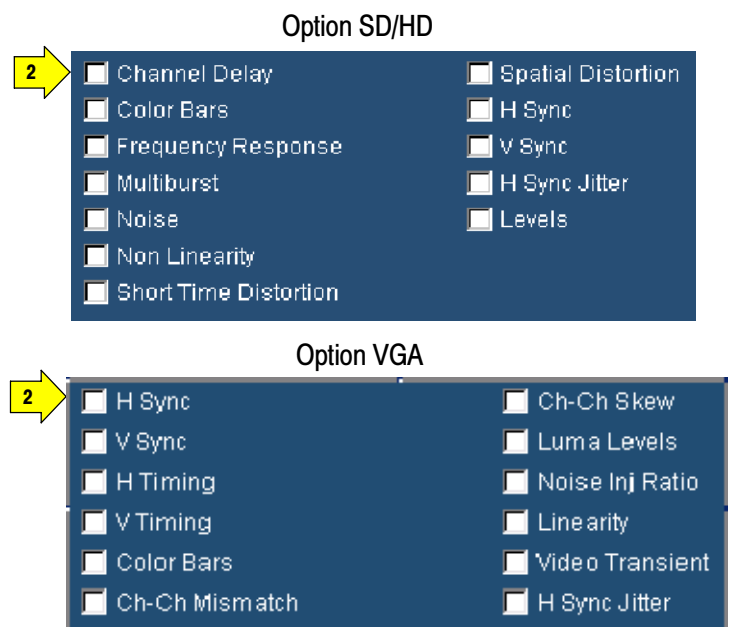 Option SD/HD
2
Channel Delay
Color Bars
Frequency Response
Multiburst
Noise
Non Linearity
Short Time Distortion
Spatial Distortion
H Sync
V Sync
H Sync Jitter
Levels
Option VGA
2
H Sync
V Sync
H Timing
V Timing
Color Bars
Ch-Ch Mismatch
Ch-Ch Skew
Luma Levels
Noise Inj Ratio
Linearity
Video Transient
H Sync Jitter